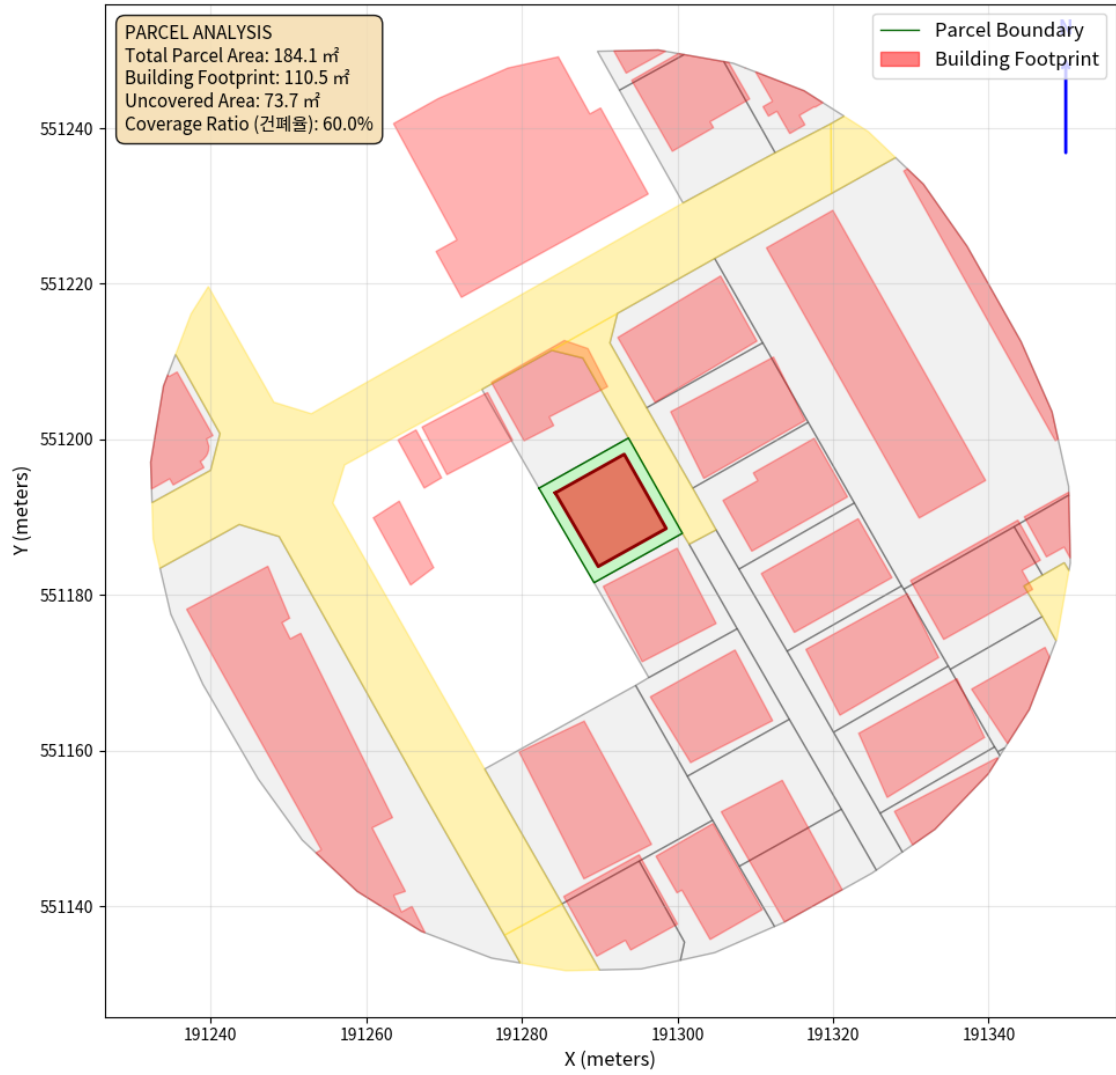 PARCEL ANALYSIS
Total Parcel Area: 184.1 ㎡
Building Footprint: 110.5 ㎡
Uncovered Area: 73.7 ㎡
Coverage Ratio (건폐율): 60.0%
N
Parcel Boundary
Building Footprint
551240
551220
551200
551180
551160
551140
Y (meters)
191240
191260
191280
191300
191320
191340
X (meters)